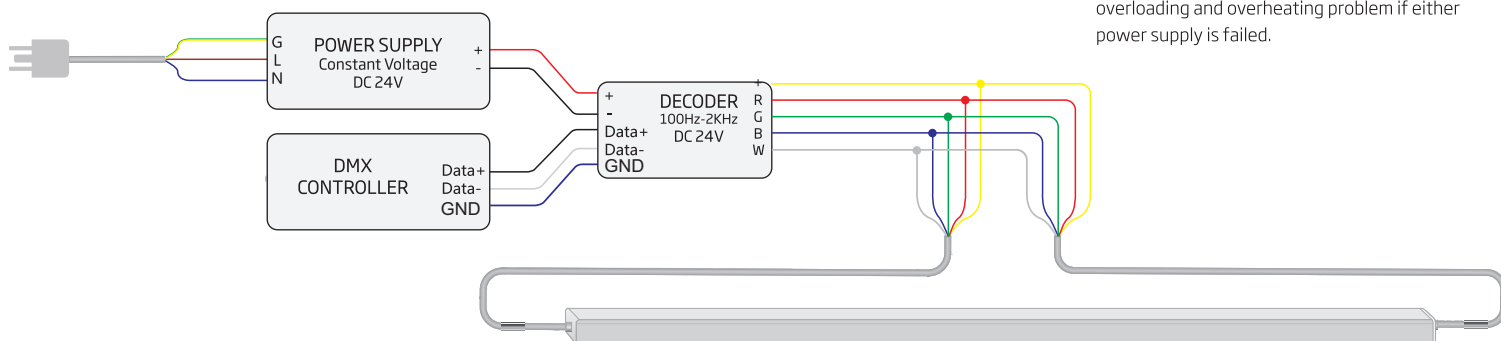 overloading and overheating problem if either
power supply is failed.
G
L
N
POWER SUPPLY
Constant Voltage
DC 24V
+
-
+
-
Data+
Data-
GND
DECODER
100Hz-2KHz
DC 24V
+
R
G
B
W
DMX
CONTROLLER
Data+
Data-
GND